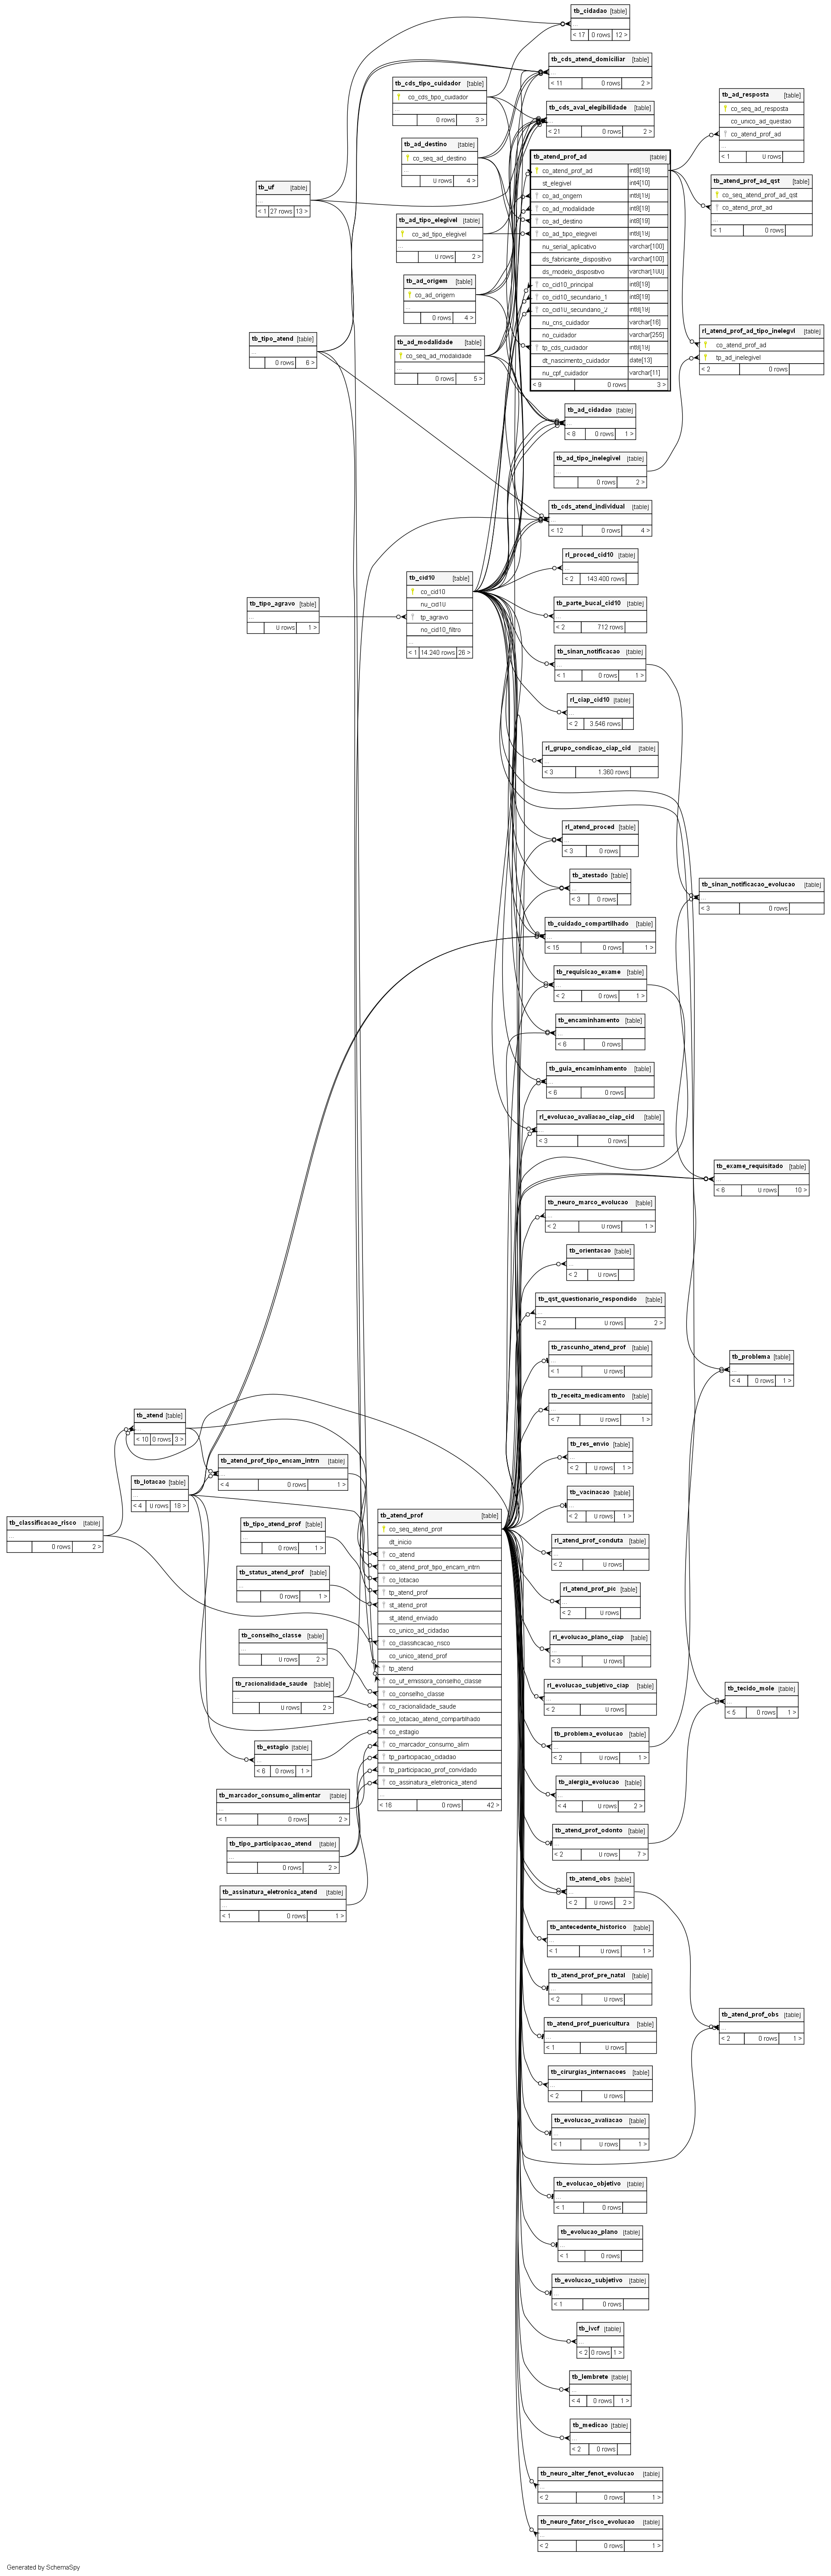 tb_cidadao [table]
...
< 17 0 rows 12 >
tb_cds_atend_domiciliar [table]
...
< 11 0 rows 2 >
tb_cds_tipo_cuidador [table]
co_cds_tipo_cuidador
...
0 rows 3 >
tb_cds_aval_elegibilidade [table]
...
< 21 0 rows 2 >
tb_ad_resposta [table]
co_seq_ad_resposta
co_unico_ad_questao
co_atend_prof_ad
...
< 1 0 rows
tb_ad_destino [table]
co_seq_ad_destino
...
0 rows 4 >
tb_atend_prof_ad [table]
co_atend_prof_ad int8[19]
st_elegivel int4[10]
co_ad_origem int8[19]
co_ad_modalidade int8[19]
co_ad_destino int8[19]
co_ad_tipo_elegivel int8[19]
nu_serial_aplicativo varchar[100]
ds_fabricante_dispositivo varchar[100]
ds_modelo_dispositivo varchar[100]
co_cid10_principal int8[19]
co_cid10_secundario_1 int8[19]
co_cid10_secundario_2 int8[19]
nu_cns_cuidador varchar[16]
no_cuidador varchar[255]
tp_cds_cuidador int8[19]
dt_nascimento_cuidador date[13]
nu_cpf_cuidador varchar[11]
< 9 0 rows 3 >
tb_atend_prof_ad_qst [table]
co_seq_atend_prof_ad_qst
co_atend_prof_ad
...
< 1 0 rows
tb_uf [table]
...
< 1 27 rows 13 >
tb_ad_tipo_elegivel [table]
co_ad_tipo_elegivel
...
0 rows 2 >
tb_ad_origem [table]
co_ad_origem
...
0 rows 4 >
rl_atend_prof_ad_tipo_inelegvl [table]
co_atend_prof_ad
tp_ad_inelegivel
< 2 0 rows
tb_tipo_atend [table]
...
0 rows 6 >
tb_ad_modalidade [table]
co_seq_ad_modalidade
...
0 rows 5 >
tb_ad_cidadao [table]
...
< 8 0 rows 1 >
tb_ad_tipo_inelegivel [table]
...
0 rows 2 >
tb_cds_atend_individual [table]
...
< 12 0 rows 4 >
rl_proced_cid10 [table]
...
< 2 143.400 rows
tb_cid10 [table]
co_cid10
nu_cid10
tp_agravo
no_cid10_filtro
...
< 1 14.240 rows 26 >
tb_tipo_agravo [table]
...
0 rows 1 >
tb_parte_bucal_cid10 [table]
...
< 2 712 rows
tb_sinan_notificacao [table]
...
< 1 0 rows 1 >
rl_ciap_cid10 [table]
...
< 2 3.546 rows
rl_grupo_condicao_ciap_cid [table]
...
< 3 1.360 rows
rl_atend_proced [table]
...
< 3 0 rows
tb_atestado [table]
...
< 3 0 rows
tb_sinan_notificacao_evolucao [table]
...
< 3 0 rows
tb_cuidado_compartilhado [table]
...
< 15 0 rows 1 >
tb_requisicao_exame [table]
...
< 2 0 rows 1 >
tb_encaminhamento [table]
...
< 6 0 rows
tb_guia_encaminhamento [table]
...
< 6 0 rows
rl_evolucao_avaliacao_ciap_cid [table]
...
< 3 0 rows
tb_exame_requisitado [table]
...
< 6 0 rows 10 >
tb_neuro_marco_evolucao [table]
...
< 2 0 rows 1 >
tb_orientacao [table]
...
< 2 0 rows
tb_qst_questionario_respondido [table]
...
< 2 0 rows 2 >
tb_rascunho_atend_prof [table]
...
< 1 0 rows
tb_problema [table]
...
< 4 0 rows 1 >
tb_receita_medicamento [table]
...
< 7 0 rows 1 >
tb_atend [table]
...
< 10 0 rows 3 >
tb_res_envio [table]
...
< 2 0 rows 1 >
tb_atend_prof_tipo_encam_intrn [table]
...
< 4 0 rows 1 >
tb_lotacao [table]
...
< 4 0 rows 18 >
tb_vacinacao [table]
...
< 2 0 rows 1 >
tb_classificacao_risco [table]
...
0 rows 2 >
tb_tipo_atend_prof [table]
...
0 rows 1 >
tb_atend_prof [table]
co_seq_atend_prof
dt_inicio
co_atend
co_atend_prof_tipo_encam_intrn
co_lotacao
tp_atend_prof
st_atend_prof
st_atend_enviado
co_unico_ad_cidadao
co_classificacao_risco
co_unico_atend_prof
tp_atend
co_uf_emissora_conselho_classe
co_conselho_classe
co_racionalidade_saude
co_lotacao_atend_compartilhado
co_estagio
co_marcador_consumo_alim
tp_participacao_cidadao
tp_participacao_prof_convidado
co_assinatura_eletronica_atend
...
< 16 0 rows 42 >
rl_atend_prof_conduta [table]
...
< 2 0 rows
tb_status_atend_prof [table]
...
0 rows 1 >
rl_atend_prof_pic [table]
...
< 2 0 rows
tb_conselho_classe [table]
...
0 rows 2 >
rl_evolucao_plano_ciap [table]
...
< 3 0 rows
tb_racionalidade_saude [table]
...
0 rows 2 >
rl_evolucao_subjetivo_ciap [table]
...
< 2 0 rows
tb_tecido_mole [table]
...
< 5 0 rows 1 >
tb_estagio [table]
...
< 6 0 rows 1 >
tb_problema_evolucao [table]
...
< 2 0 rows 1 >
tb_marcador_consumo_alimentar [table]
...
< 1 0 rows 2 >
tb_alergia_evolucao [table]
...
< 4 0 rows 2 >
tb_tipo_participacao_atend [table]
...
0 rows 2 >
tb_atend_prof_odonto [table]
...
< 2 0 rows 7 >
tb_assinatura_eletronica_atend [table]
...
< 1 0 rows 1 >
tb_atend_obs [table]
...
< 2 0 rows 2 >
tb_antecedente_historico [table]
...
< 1 0 rows 1 >
tb_atend_prof_pre_natal [table]
...
< 2 0 rows
tb_atend_prof_obs [table]
...
< 2 0 rows 1 >
tb_atend_prof_puericultura [table]
...
< 1 0 rows
tb_cirurgias_internacoes [table]
...
< 2 0 rows
tb_evolucao_avaliacao [table]
...
< 1 0 rows 1 >
tb_evolucao_objetivo [table]
...
< 1 0 rows
tb_evolucao_plano [table]
...
< 1 0 rows
tb_evolucao_subjetivo [table]
...
< 1 0 rows
tb_ivcf [table]
...
< 2 0 rows 1 >
tb_lembrete [table]
...
< 4 0 rows 1 >
tb_medicao [table]
...
< 2 0 rows
tb_neuro_alter_fenot_evolucao [table]
...
< 2 0 rows 1 >
tb_neuro_fator_risco_evolucao [table]
...
< 2 0 rows 1 >
Generated by SchemaSpy